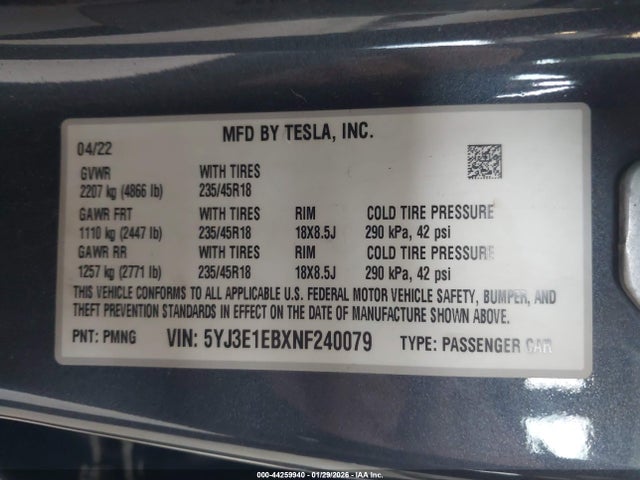 MFD BY TESLA, INC.
04/22
GVWR WITH TIRES
2207 kg (4866 lb) 235/45R18
GAWR FRT WITH TIRES RIM COLD TIRE PRESSURE
1110 kg (2447 lb) 235/45R18 18X8.5J 290 kPa, 42 psi
GAWR RR WITH TIRES RIM COLD TIRE PRESSURE
1257 kg (2771 lb) 235/45R18 18X8.5J 290 kPa, 42 psi
THIS VEHICLE CONFORMS TO ALL APPLICABLE U.S. FEDERAL MOTOR VEHICLE SAFETY, BUMPER, AND
THEFT PREVENTION STANDARDS IN EFFECT ON THE DATE OF MANUFACTURE SHOWN ABOVE.
PNT: PMNG VIN: 5YJ3E1EBXNF240079 TYPE: PASSENGER CAR
000-44259940 - 01/29/2026 - IAA Inc.